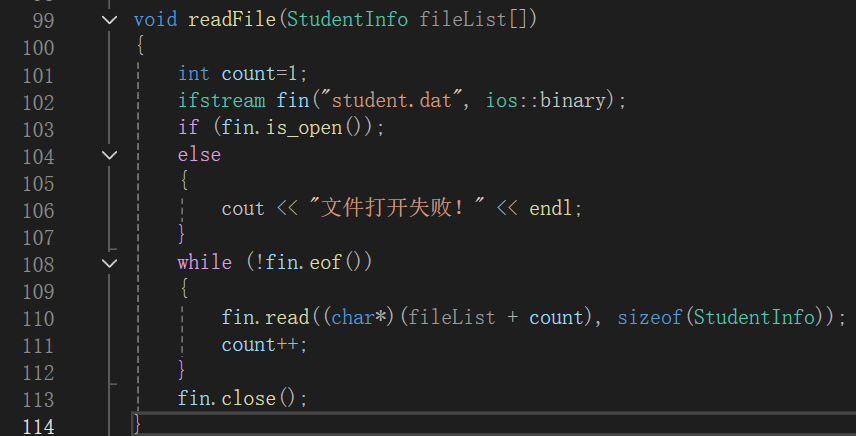 99 void readFile(StudentInfo fileList[])
100 {
101 int count=1;
102 ifstream fin("student.dat", ios::binary);
103 if (fin.is_open());
104 else
105 {
106 cout << "文件打开失败！" << endl;
107 }
108 while (!fin.eof())
109 {
110 fin.read((char*)(fileList + count), sizeof(StudentInfo));
111 count++;
112 }
113 fin.close();
114 }